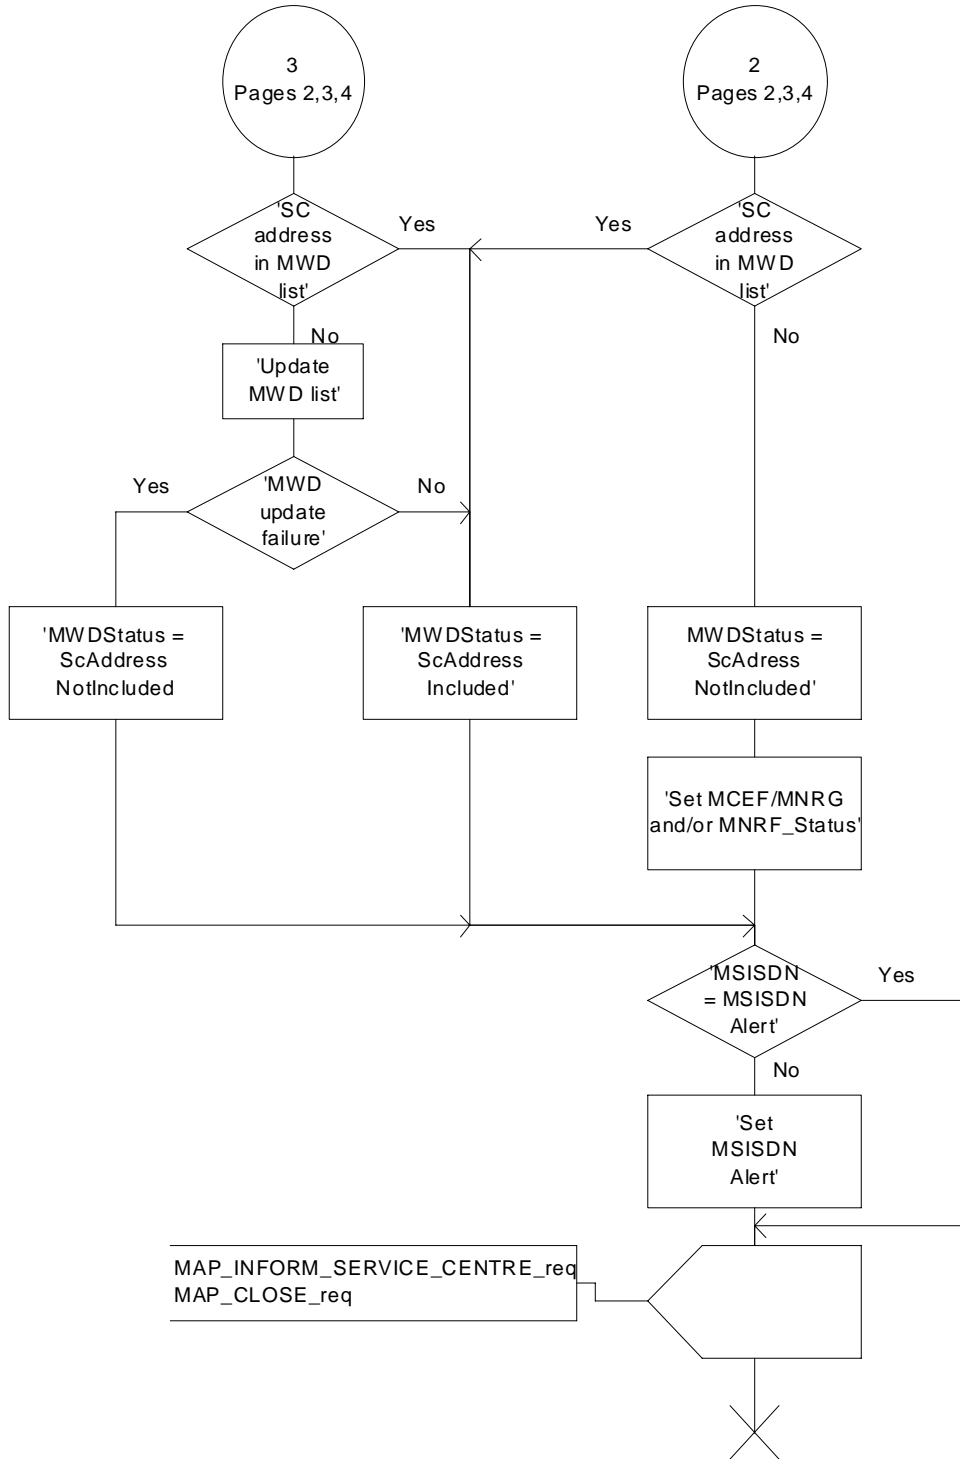 3
Pages 2,3,4
2
Pages 2,3,4
'SC
address
in MWD
list'
Yes
Yes
'SC
address
in MWD
list'
No
No
'Update
MWD list'
Yes
'MWD
update
failure'
No
'MWDStatus =
ScAddress
NotIncluded
'MWDStatus =
ScAddress
Included'
MWDStatus =
ScAdress
NotIncluded'
'Set MCEF/MNRG
and/or MNRF_Status'
'MSISDN
= MSISDN
Alert'
Yes
No
'Set
MSISDN
Alert'
MAP_INFORM_SERVICE_CENTRE_req
MAP_CLOSE_req